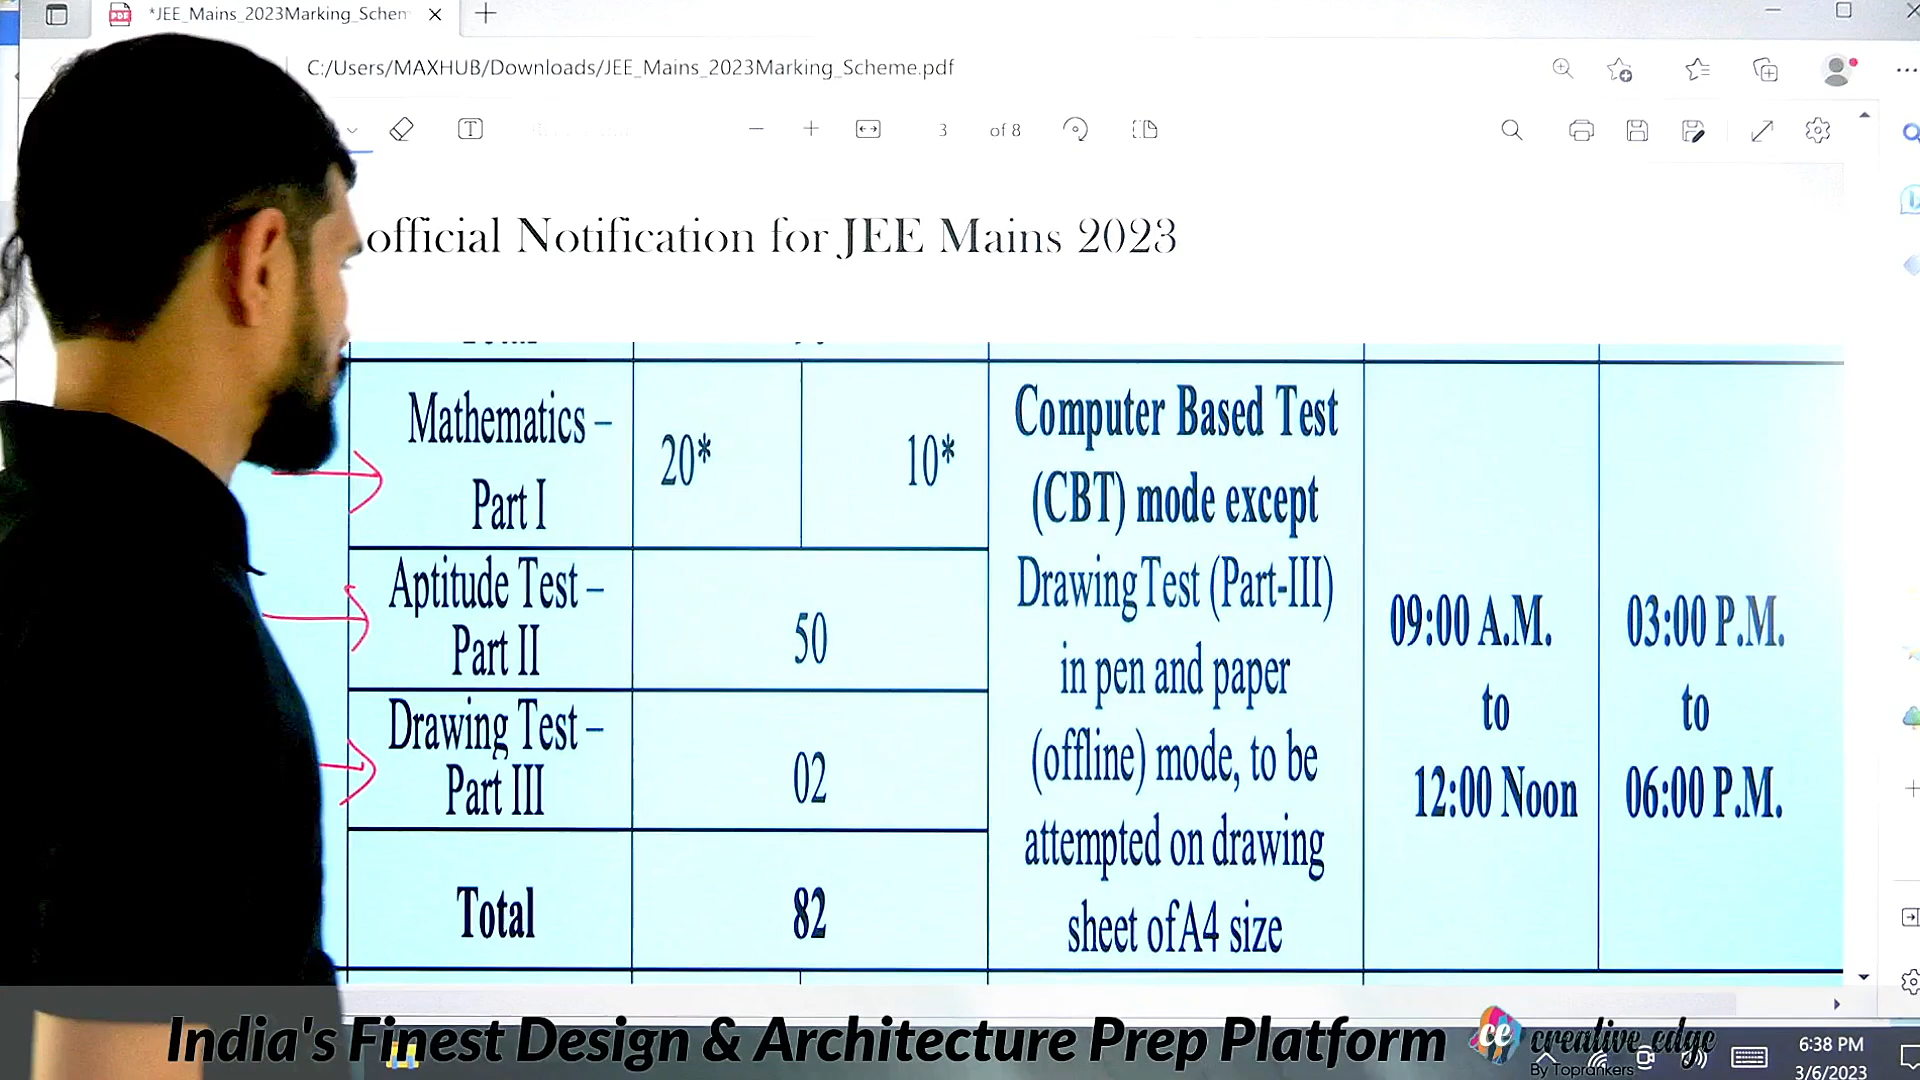 *JEE_Mains_2023Marking_Schem
C:/Users/MAXHUB/Downloads/JEE_Mains_2023Marking_Scheme.pdf
3 of 8
official Notification for JEE Mains 2023
Mathematics –
Part I
20*
10*
Aptitude Test –
Part II
50
Drawing Test –
Part III
02
Total
82
Computer Based Test
(CBT) mode except
Drawing Test (Part-III)
in pen and paper
(offline) mode, to be
attempted on drawing
sheet of A4 size
09:00 A.M.
to
12:00 Noon
03:00 P.M.
to
06:00 P.M.
India's Finest Design & Architecture Prep Platform
ce creative edge
By Toprankers
6:38 PM
3/6/2023